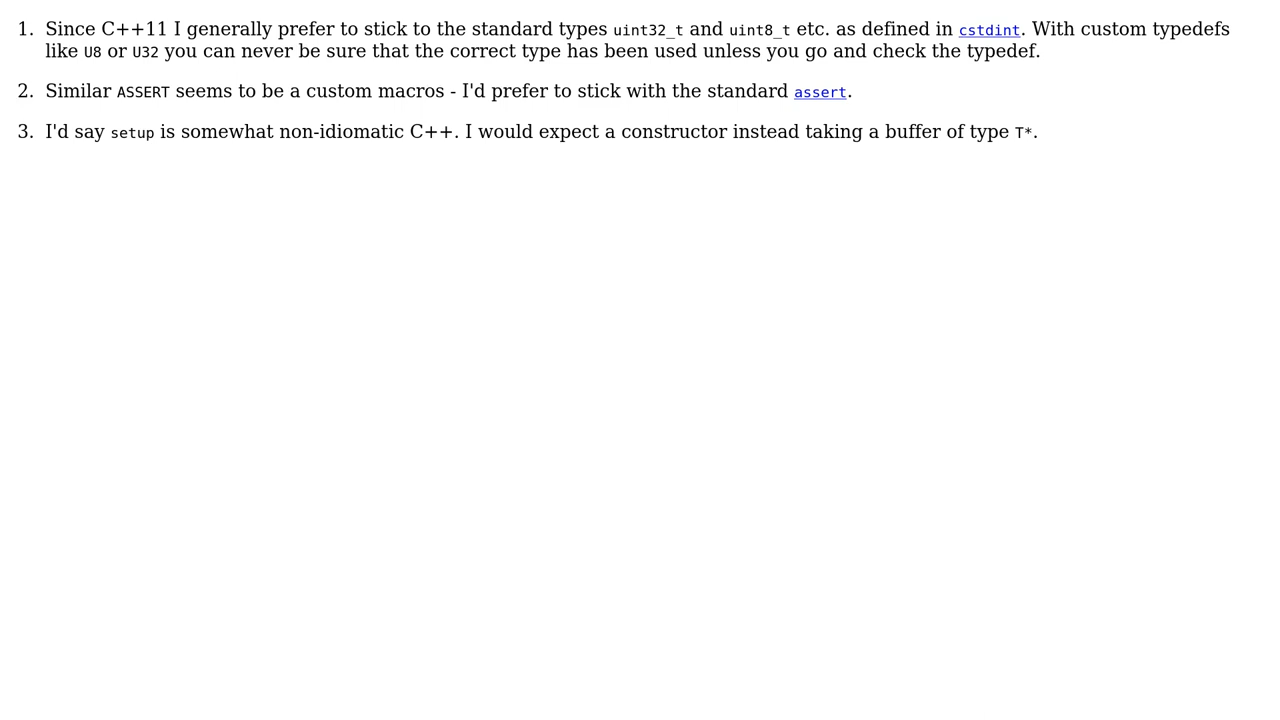 1. Since C++11 I generally prefer to stick to the standard types uint32_t and uint8_t etc. as defined in cstdint. With custom typedefs
like U8 or U32 you can never be sure that the correct type has been used unless you go and check the typedef.
2. Similar ASSERT seems to be a custom macros - I'd prefer to stick with the standard assert.
3. I'd say setup is somewhat non-idiomatic C++. I would expect a constructor instead taking a buffer of type T*.